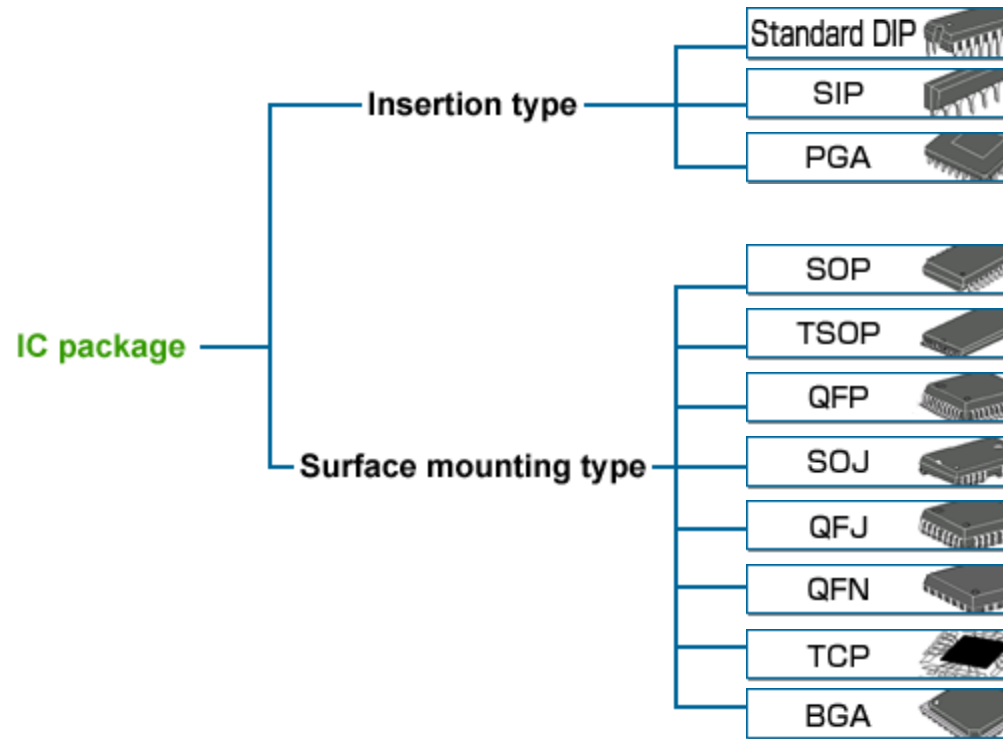 Standard DIP
SIP
Insertion type
PGA
SOP
IC package
TSOP
QFP
SOJ
Surface mounting type
QFJ
QFN
TCP
BGA